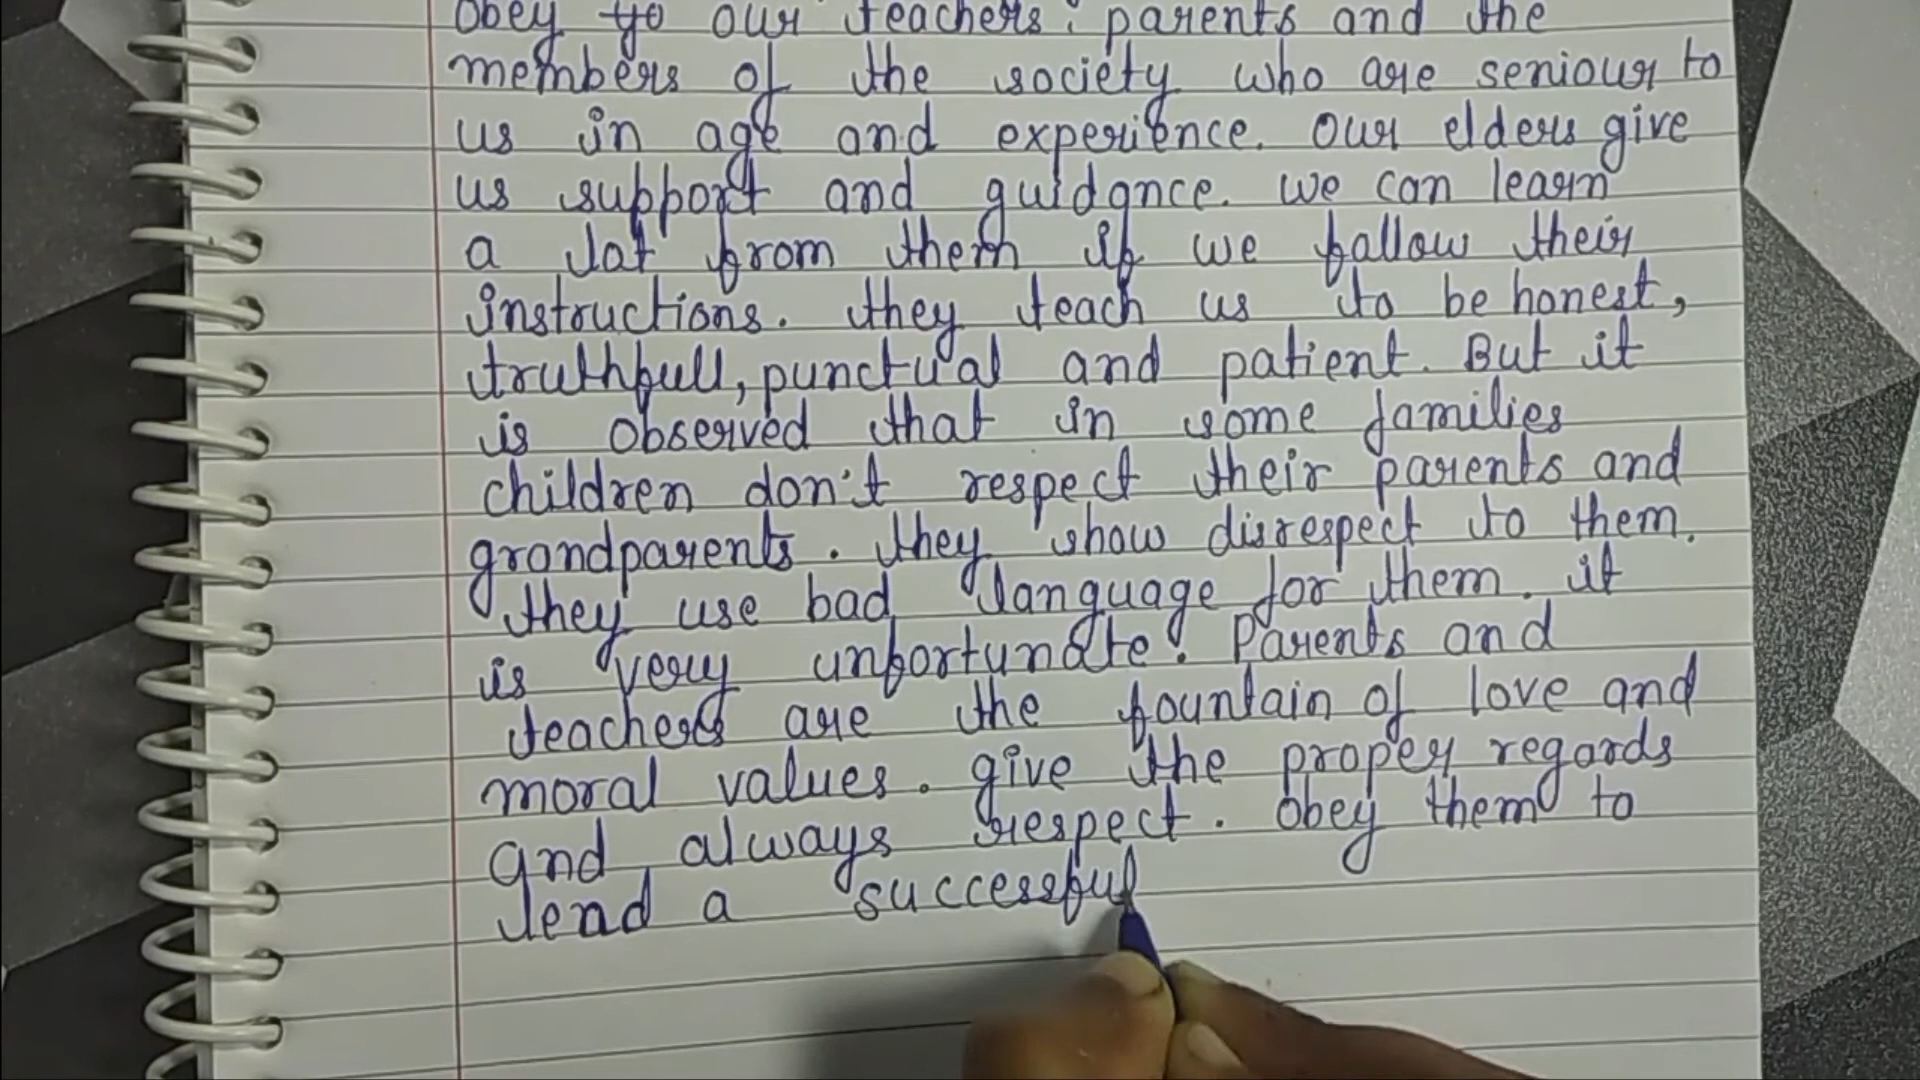 obey yo our teachers. parents and the
members of the society who are seniour to
us in age and experience. Our elders give
us support and guidance. we can learn
a lot from them if we fallow their
instructions. they teach us to be honest,
truthfull, punctual and patient. But it
is observed that in some families
children don't respect their parents and
grandparents. they show disrespect to them.
they use bad language for them. it
is very unfortunate. Parents and
teachers are the fountain of love and
moral values. give the proper regards
and always respect. obey them to
lead a successful